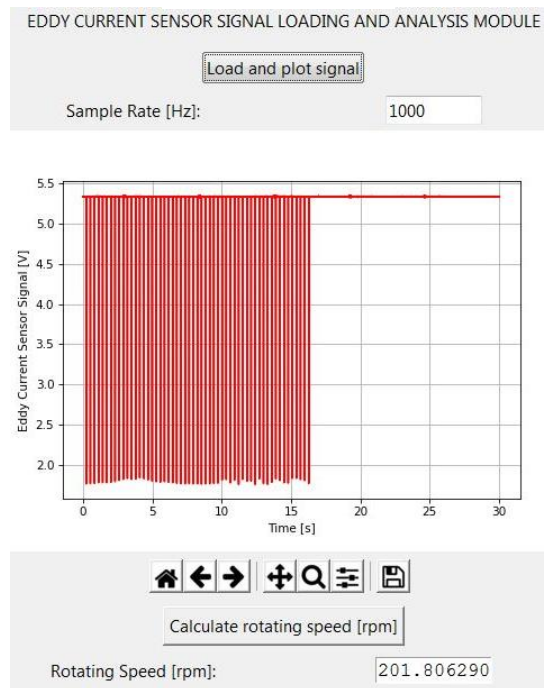 EDDY CURRENT SENSOR SIGNAL LOADING AND ANALYSIS MODULE
Load and plot signal
Sample Rate [Hz]: 1000
5.5
5.0
4.5
4.0
3.5
3.0
2.5
2.0
Eddy Current Sensor Signal [V]
0 5 10 15 20 25 30
Time [s]
Calculate rotating speed [rpm]
Rotating Speed [rpm]: 201.806290